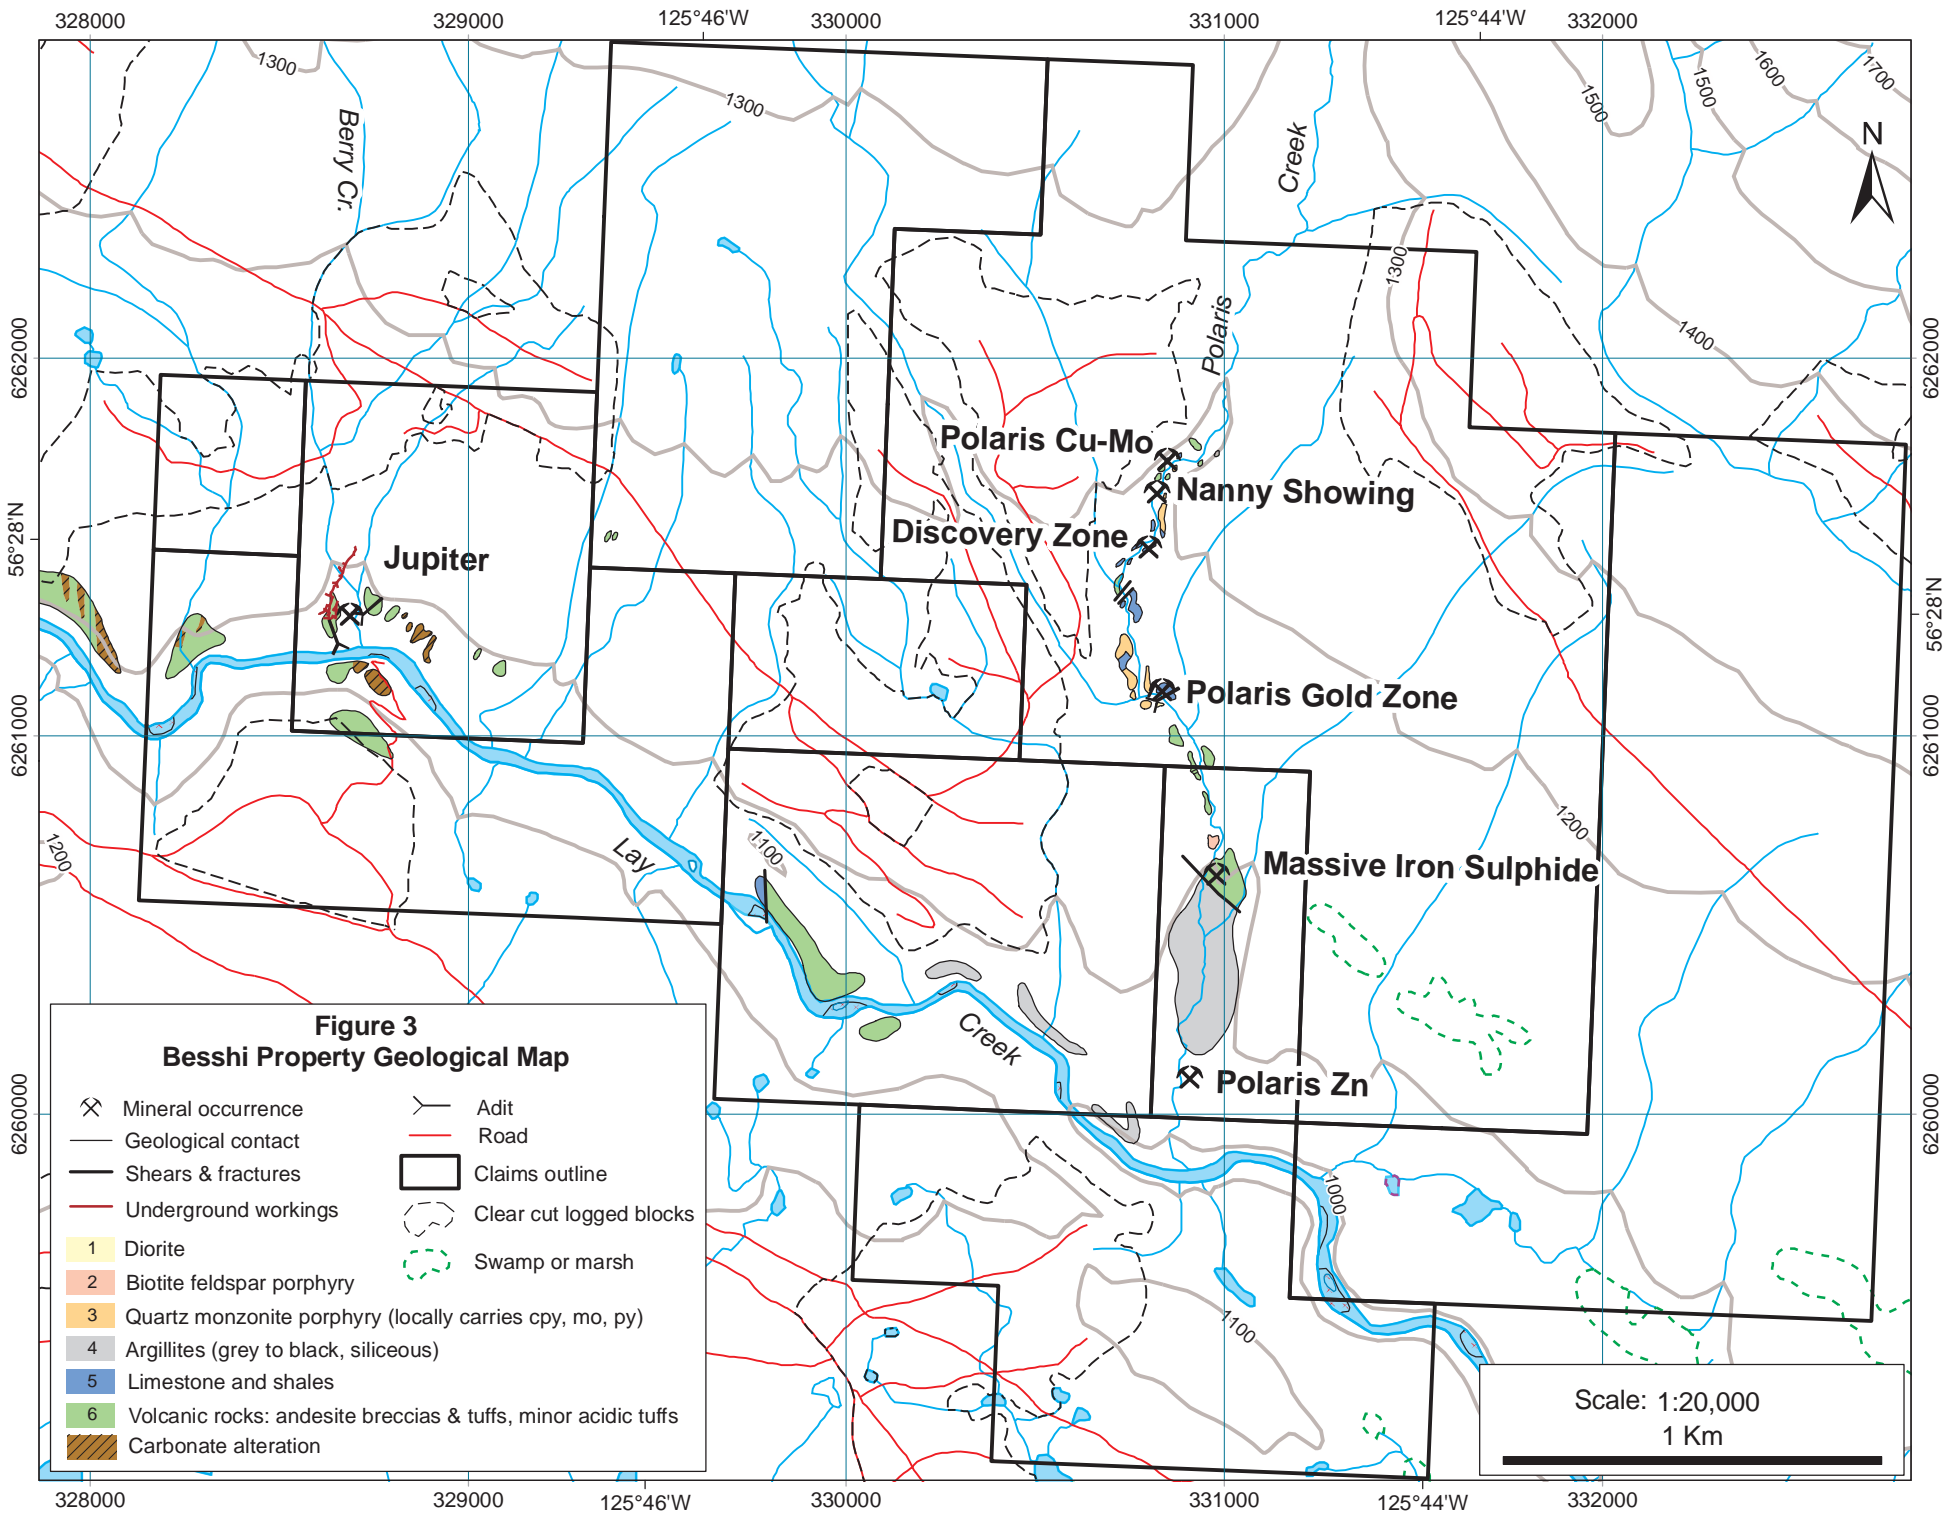 328000
329000
125°46'W
330000
331000
125°44'W
332000
1300
1300
1500
1500
1600
1700
Berry Cr.
Creek
N
1300
Polaris
6262000
6262000
1400
Polaris Cu-Mo
Nanny Showing
Discovery Zone
56°28'N
Jupiter
56°28'N
Polaris Gold Zone
6261000
6261000
1200
1200
1100
Lay
Massive Iron Sulphide
Creek
Polaris Zn
6260000
6260000
1000
1100
Figure 3
Besshi Property Geological Map
Mineral occurrence
Adit
Geological contact
Road
Shears & fractures
Claims outline
Underground workings
Clear cut logged blocks
1 Diorite
Swamp or marsh
2 Biotite feldspar porphyry
3 Quartz monzonite porphyry (locally carries cpy, mo, py)
4 Argillites (grey to black, siliceous)
5 Limestone and shales
6 Volcanic rocks: andesite breccias & tuffs, minor acidic tuffs
Carbonate alteration
Scale: 1:20,000
1 Km
328000
329000
125°46'W
330000
331000
125°44'W
332000